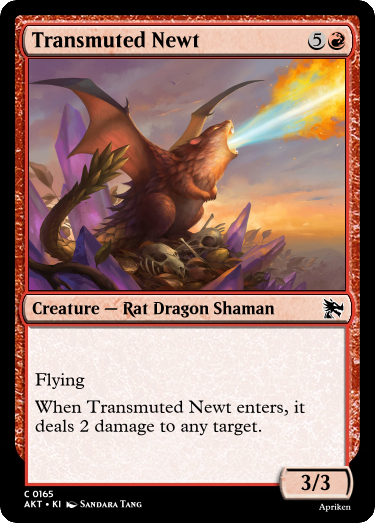 Transmuted Newt 5
Creature — Rat Dragon Shaman
Flying
When Transmuted Newt enters, it
deals 2 damage to any target.
3/3
C 0165
AKT • KI Sandara Tang
Apriken